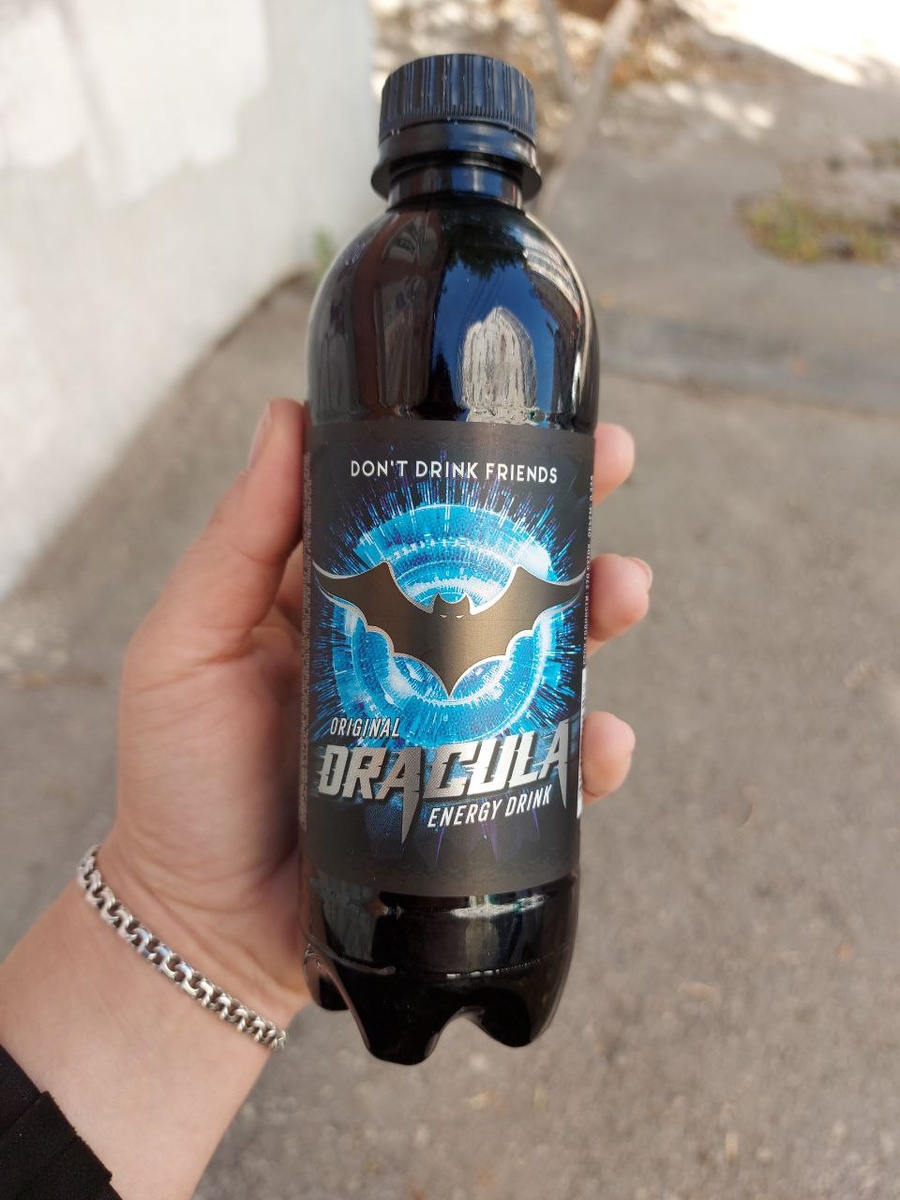 DON'T DRINK FRIENDS
ORIGINAL
DRACULA
ENERGY DRINK